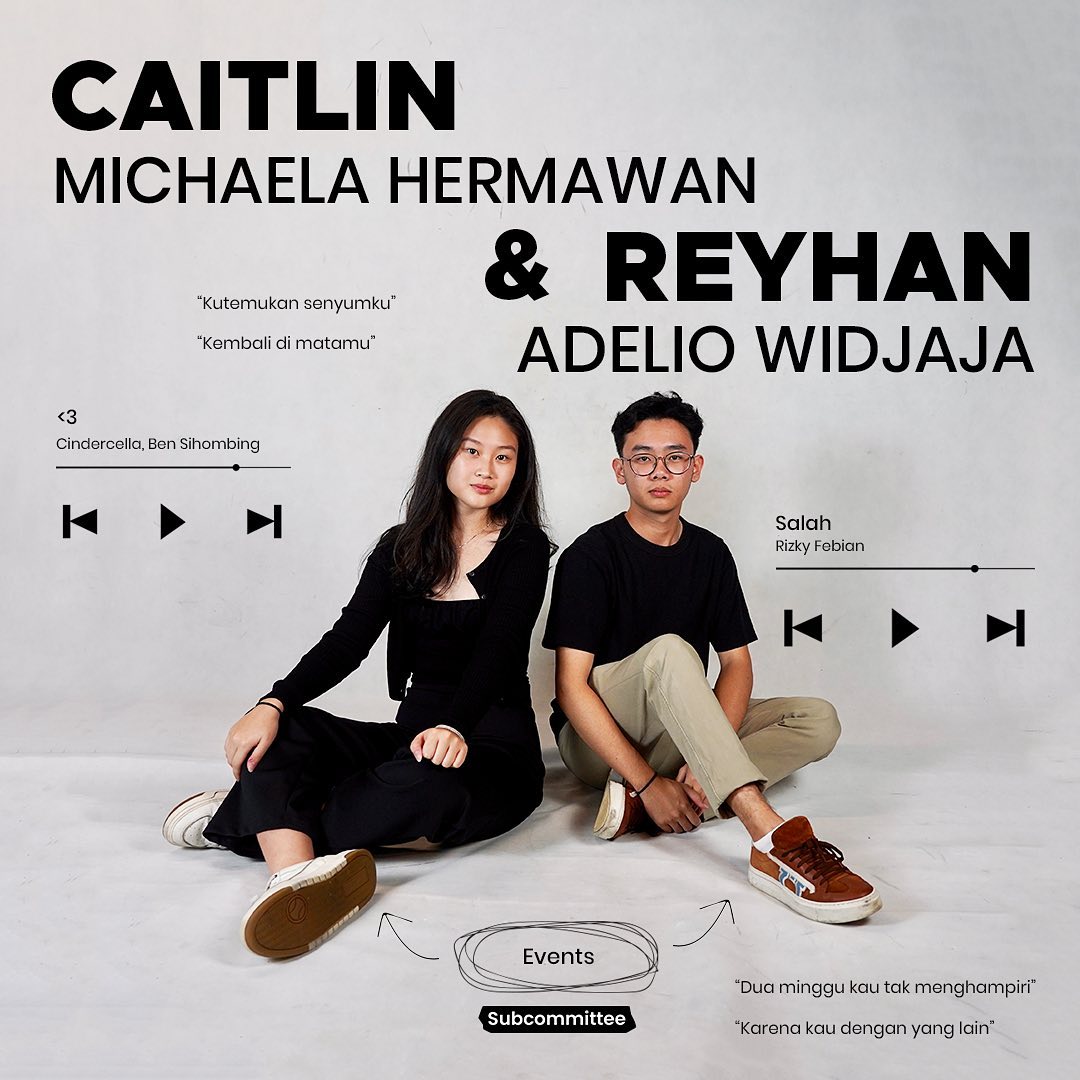 CAITLIN
MICHAELA HERMAWAN
& REYHAN
ADELIO WIDJAJA
“Kutemukan senyumku”
“Kembali di matamu”
<3
Cindercella, Ben Sihombing
Salah
Rizky Febian
Events
Subcommittee
“Dua minggu kau tak menghampiri”
“Karena kau dengan yang lain”